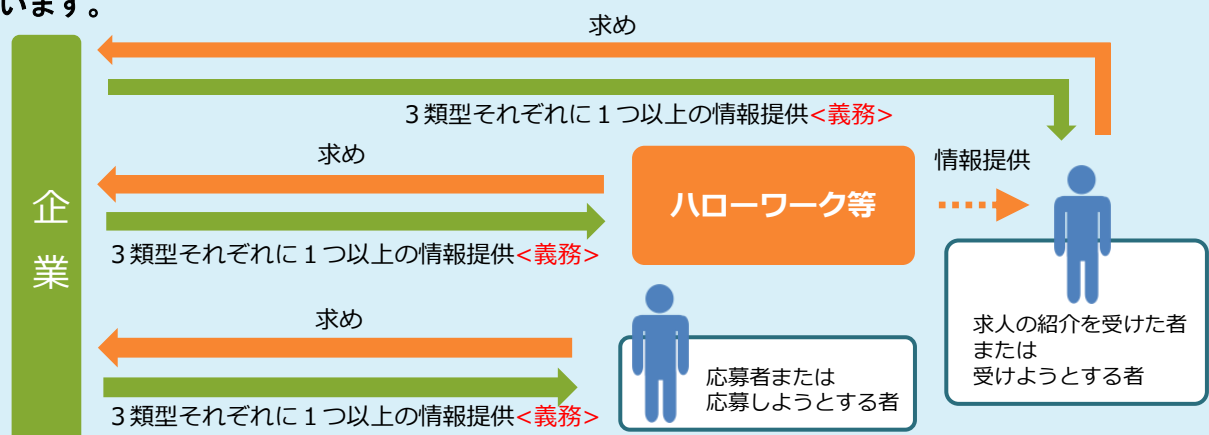 います。
求め
3類型それぞれに1つ以上の情報提供<義務>
求め
ハローワーク等
情報提供
企業
3類型それぞれに1つ以上の情報提供<義務>
求人の紹介を受けた者
または
受けようとする者
求め
応募者または
応募しようとする者
3類型それぞれに1つ以上の情報提供<義務>